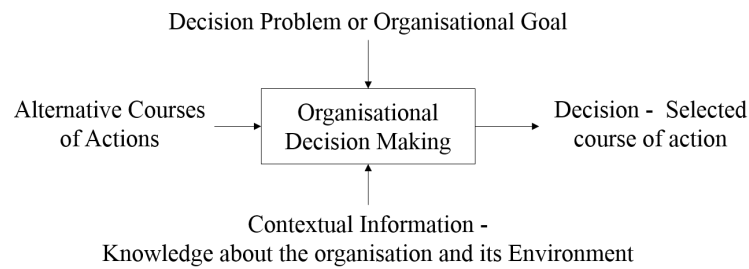 Decision Problem or Organisational Goal
Alternative Courses
of Actions
Organisational
Decision Making
Decision - Selected
course of action
Contextual Information -
Knowledge about the organisation and its Environment